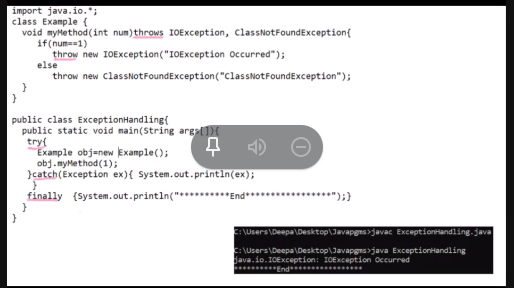 import java.io.*;
class Example {
void myMethod(int num)throws IOException, ClassNotFoundException{
if(num==1)
throw new IOException("IOException Occurred");
else
throw new ClassNotFoundException("ClassNotFoundException");
}
}
public class ExceptionHandling{
public static void main(String args[]){
try{
Example obj=new Example();
obj.myMethod(1);
}catch(Exception ex){ System.out.println(ex);
}
finally {System.out.println("**********End*****************");}
}
}
C:\Users\Deepa\Desktop\Javapgms>javac ExceptionHandling.java
C:\Users\Deepa\Desktop\Javapgms>java ExceptionHandling
java.io.IOException: IOException Occurred
**********End*****************